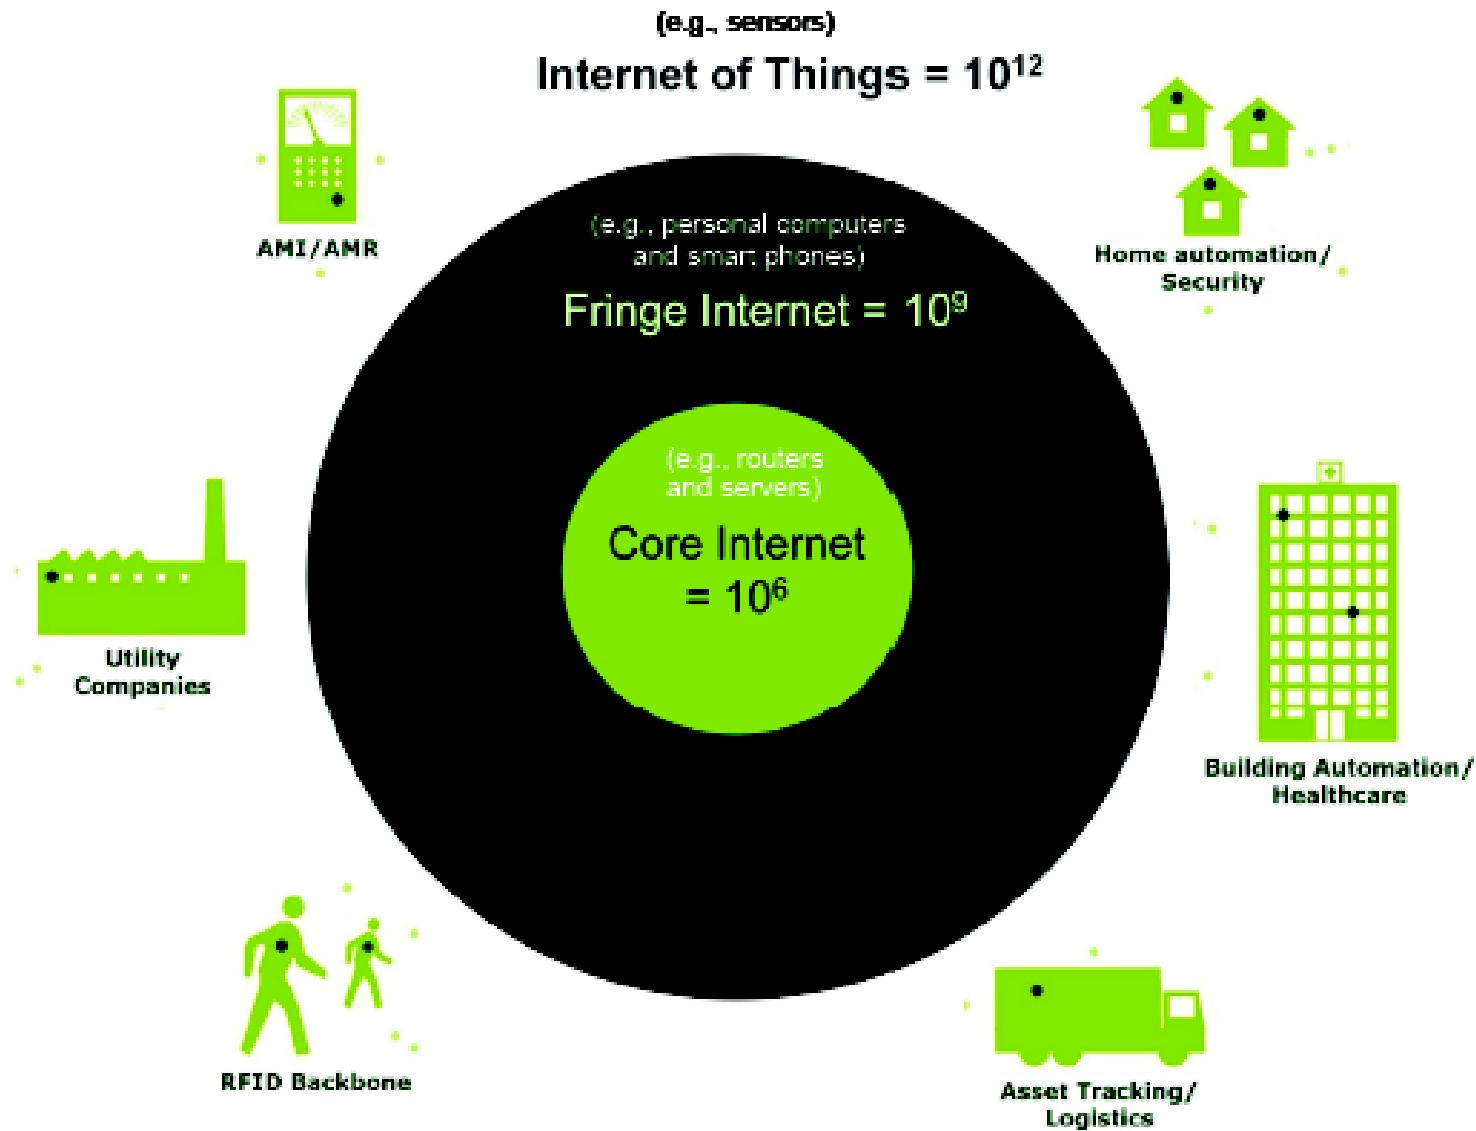 (e.g., sensors)
Internet of Things = 10¹²
AMI/AMR
Home automation/
Security
(e.g., personal computers
and smart phones)
Fringe Internet = 10⁹
(e.g., routers
and servers)
Core Internet
= 10⁶
Utility
Companies
Building Automation/
Healthcare
RFID Backbone
Asset Tracking/
Logistics